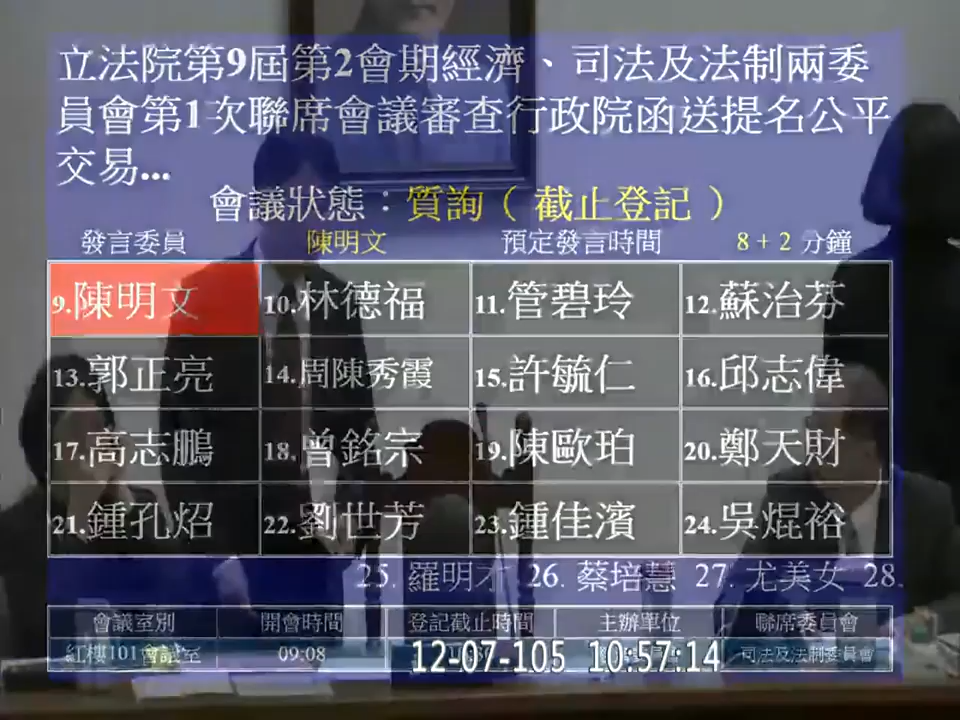 立法院第9屆第2會期經濟、司法及法制兩委
員會第1次聯席會議審查行政院函送提名公平
交易...
會議狀態：質詢（截止登記）
發言委員 陳明文 預定發言時間 8+2 分鐘
9.陳明文 10.林德福 11.管碧玲 12.蘇治芬
13.郭正亮 14.周陳秀霞 15.許毓仁 16.邱志偉
17.高志鵬 18.曾銘宗 19.陳歐珀 20.鄭天財
21.鍾孔炤 22.劉世芳 23.鍾佳濱 24.吳焜裕
25. 羅明才 26. 蔡培慧 27. 尤美女 28.
會議室別 開會時間 登記截止時間 主辦單位 聯席委員會
紅樓101會議室 09:08 司法及法制委員會
12-07-105 10:57:14